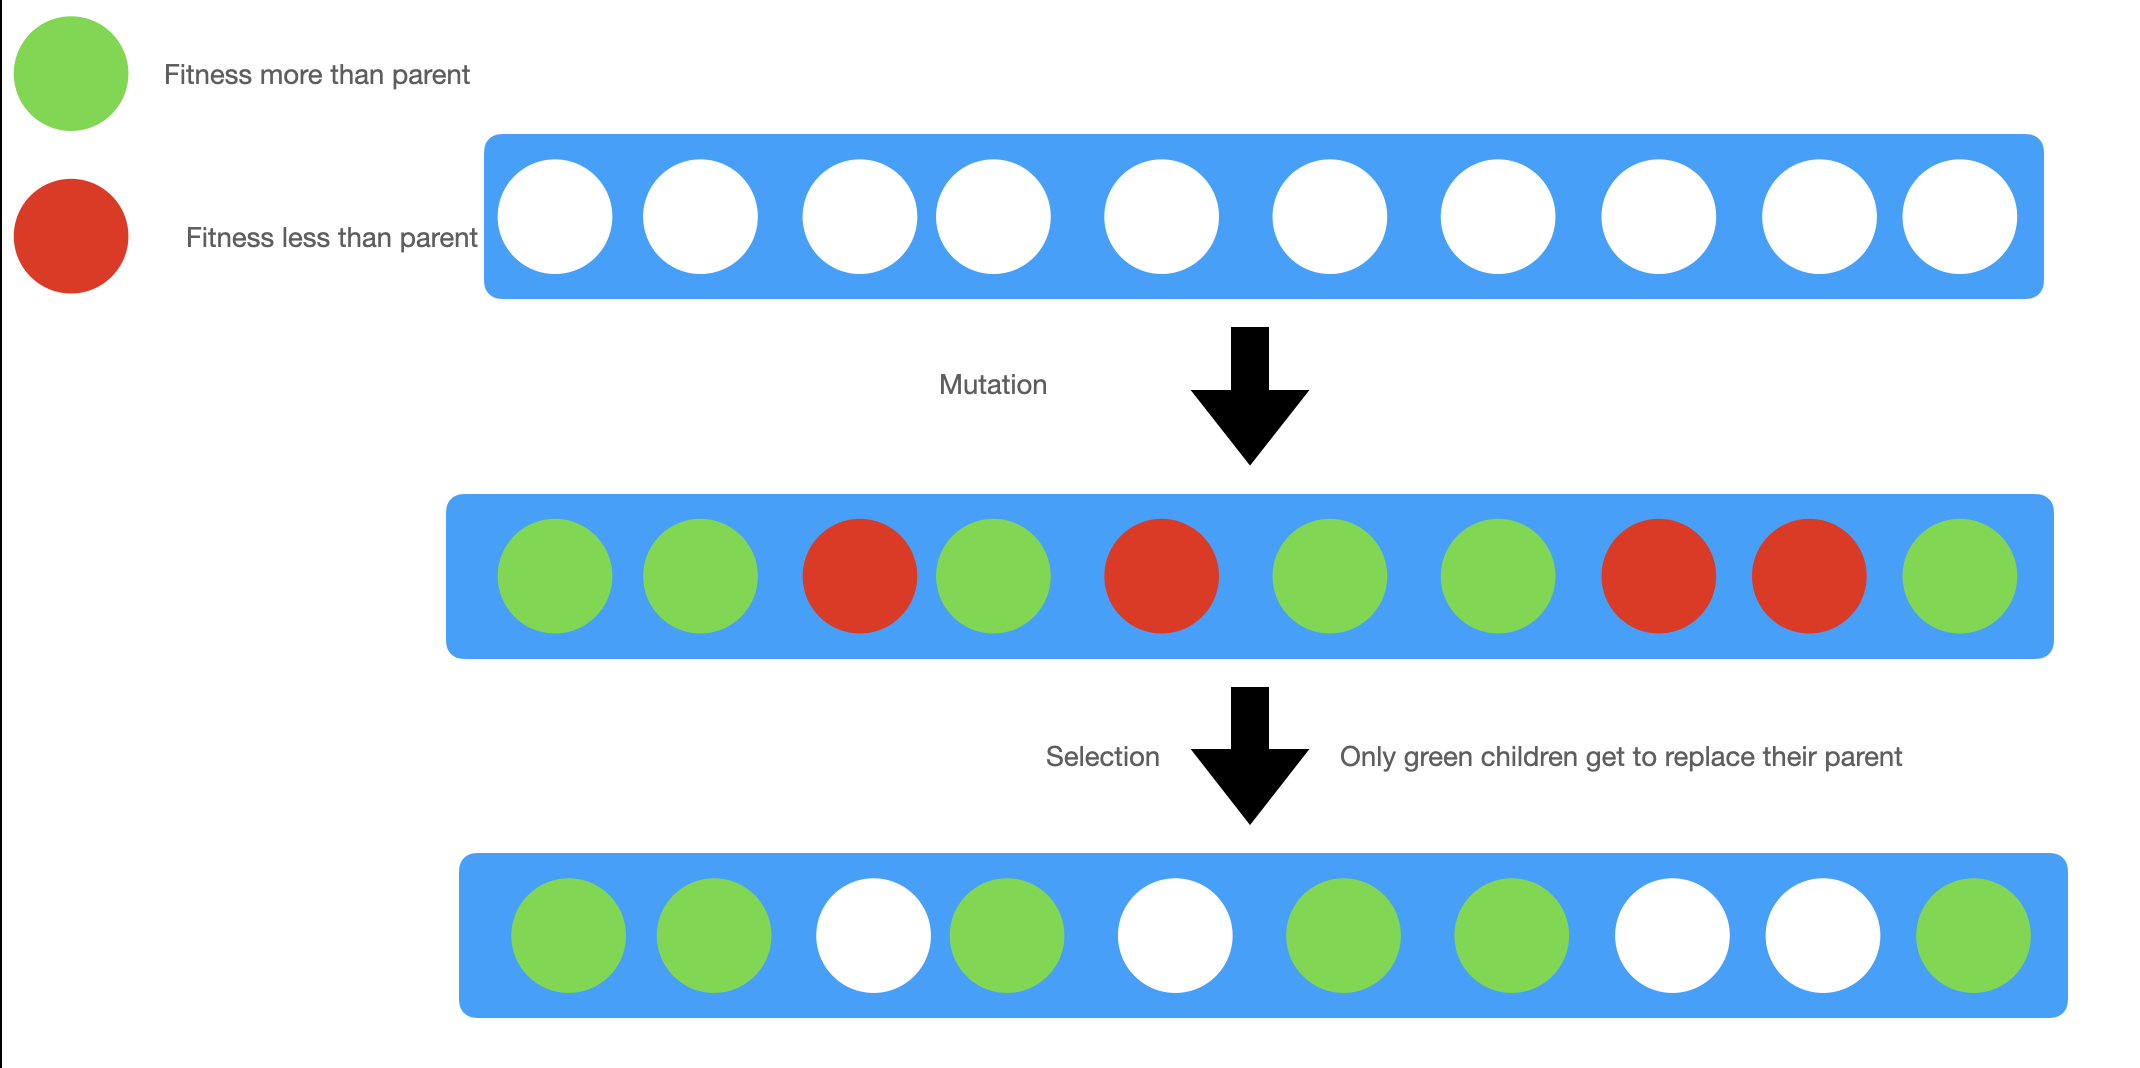 Fitness more than parent
Fitness less than parent
Mutation
Selection
Only green children get to replace their parent